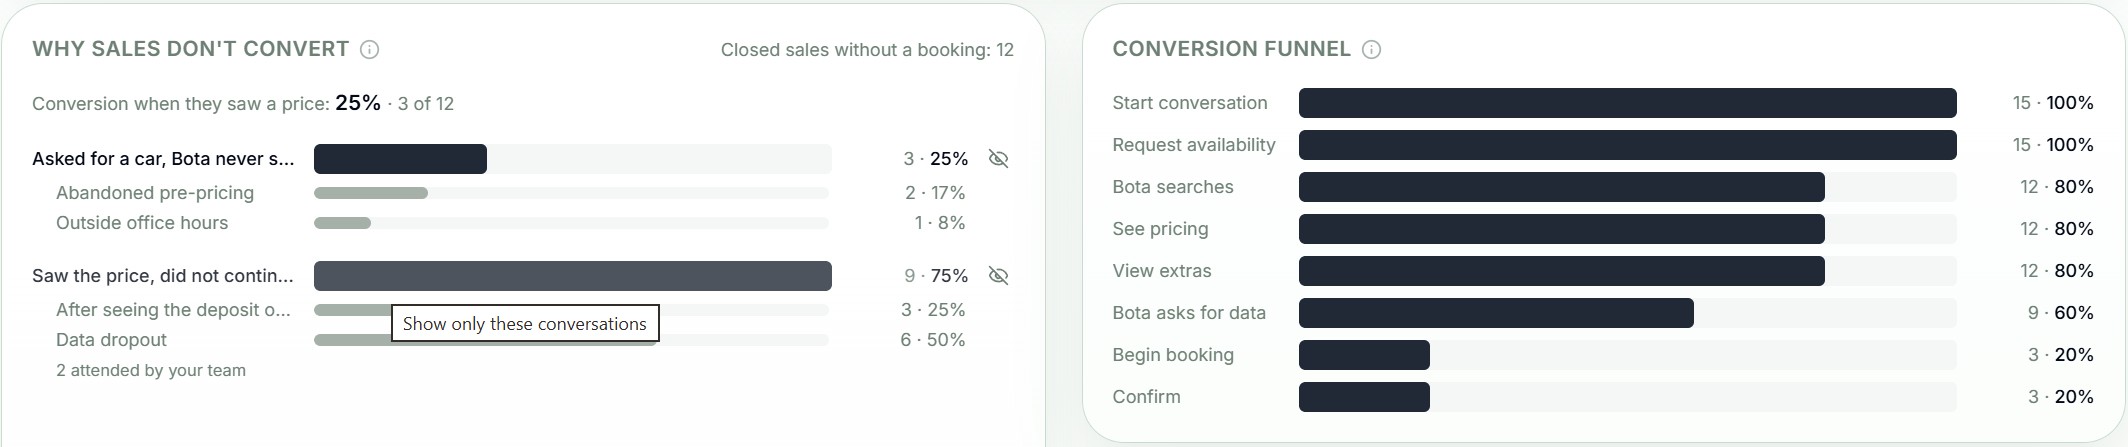 WHY SALES DON'T CONVERT
Closed sales without a booking: 12
Conversion when they saw a price: 25% · 3 of 12
Asked for a car, Bota never s... 3 · 25%
Abandoned pre-pricing 2 · 17%
Outside office hours 1 · 8%
Saw the price, did not contin... 9 · 75%
After seeing the deposit o... 3 · 25%
Show only these conversations
Data dropout 6 · 50%
2 attended by your team
CONVERSION FUNNEL
Start conversation 15 · 100%
Request availability 15 · 100%
Bota searches 12 · 80%
See pricing 12 · 80%
View extras 12 · 80%
Bota asks for data 9 · 60%
Begin booking 3 · 20%
Confirm 3 · 20%